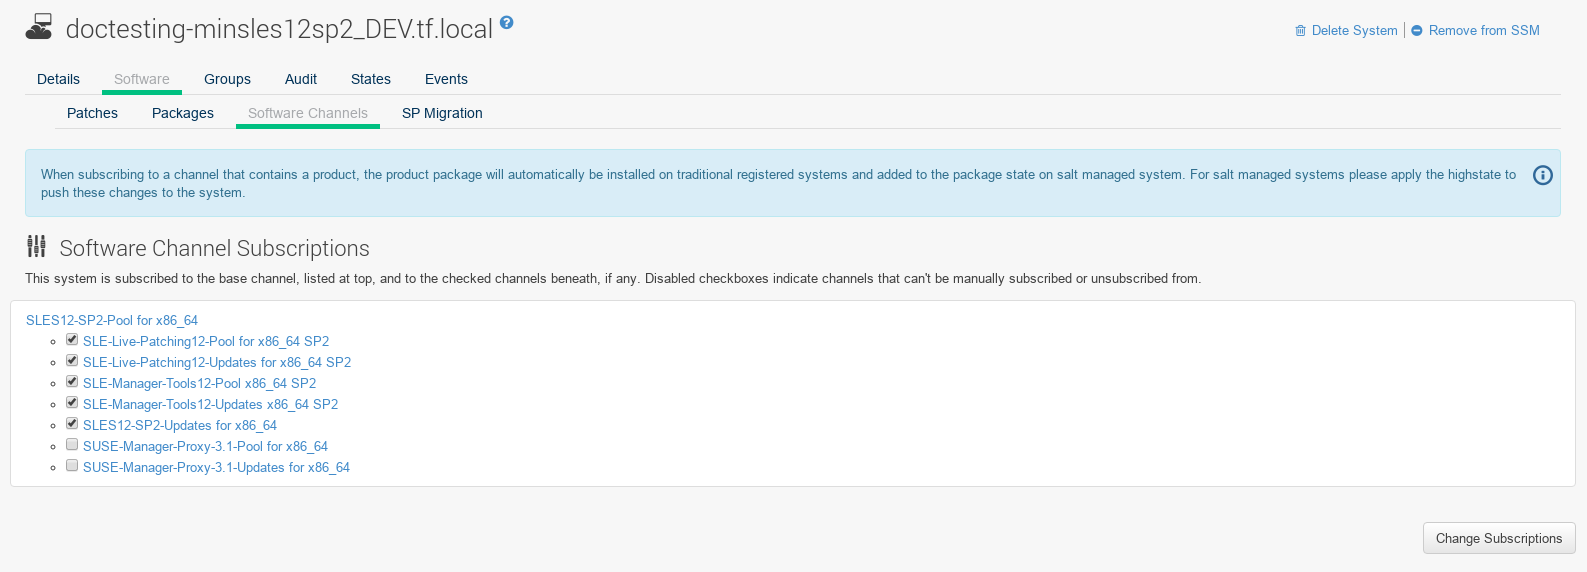 doctesting-minsles12sp2_DEV.tf.local ?
Delete System | Remove from SSM
Details Software Groups Audit States Events
Patches Packages Software Channels SP Migration
When subscribing to a channel that contains a product, the product package will automatically be installed on traditional registered systems and added to the package state on salt managed system. For salt managed systems please apply the highstate to
push these changes to the system.
Software Channel Subscriptions
This system is subscribed to the base channel, listed at top, and to the checked channels beneath, if any. Disabled checkboxes indicate channels that can't be manually subscribed or unsubscribed from.
SLES12-SP2-Pool for x86_64
SLE-Live-Patching12-Pool for x86_64 SP2
SLE-Live-Patching12-Updates for x86_64 SP2
SLE-Manager-Tools12-Pool x86_64 SP2
SLE-Manager-Tools12-Updates x86_64 SP2
SLES12-SP2-Updates for x86_64
SUSE-Manager-Proxy-3.1-Pool for x86_64
SUSE-Manager-Proxy-3.1-Updates for x86_64
Change Subscriptions